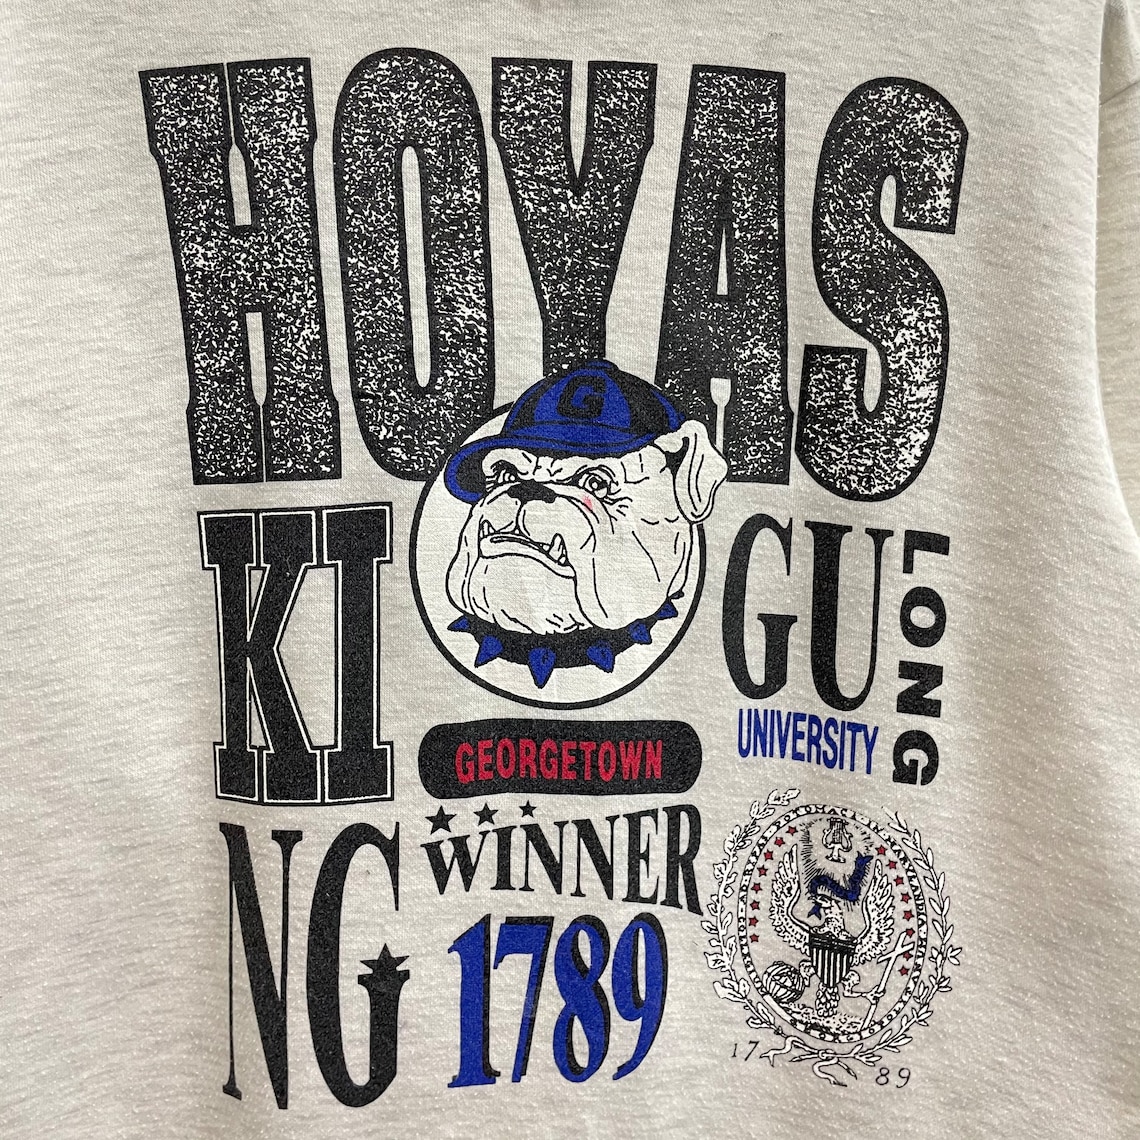 HOYAS
G
KI
GU
LONG
UNIVERSITY
GEORGETOWN
NG
WINNER
1789
17
89